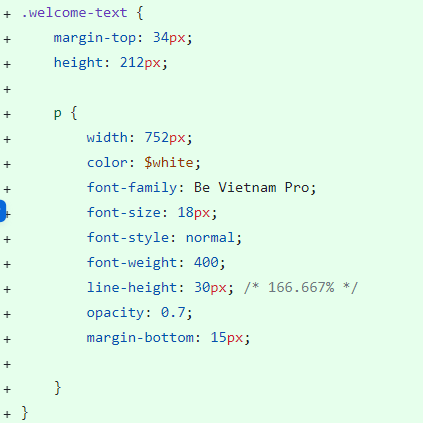 + .welcome-text {
+     margin-top: 34px;
+     height: 212px;
+
+     p {
+         width: 752px;
+         color: $white;
+         font-family: Be Vietnam Pro;
+         font-size: 18px;
+         font-style: normal;
+         font-weight: 400;
+         line-height: 30px; /* 166.667% */
+         opacity: 0.7;
+         margin-bottom: 15px;
+
+     }
+ }